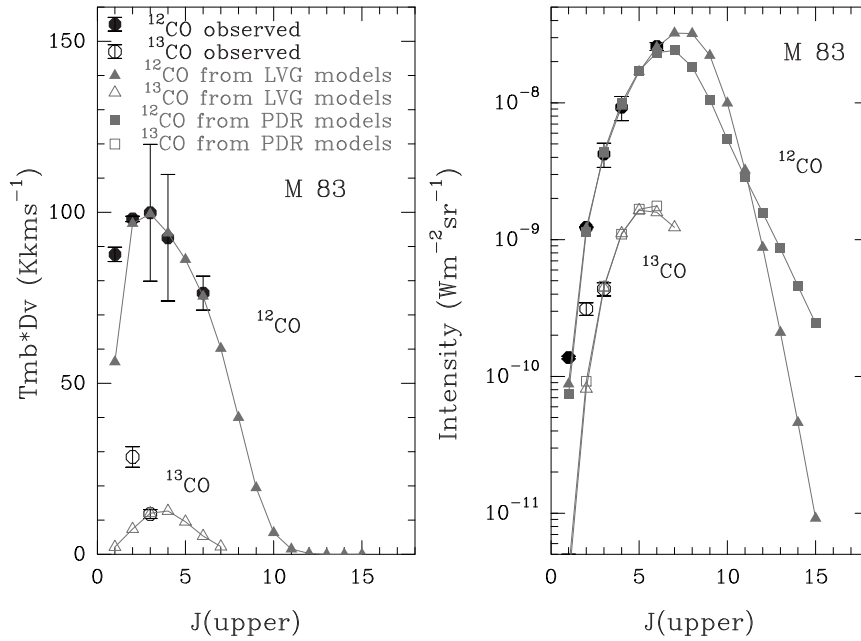 ¹²CO observed
¹³CO observed
¹²CO from LVG models
¹³CO from LVG models
¹²CO from PDR models
¹³CO from PDR models
M 83
¹²CO
¹³CO
Tmb*Dv (Kkms⁻¹)
150
100
50
0
0 5 10 15
J(upper)
M 83
¹²CO
¹³CO
Intensity (Wm⁻²sr⁻¹)
10⁻⁸
10⁻⁹
10⁻¹⁰
10⁻¹¹
0 5 10 15
J(upper)